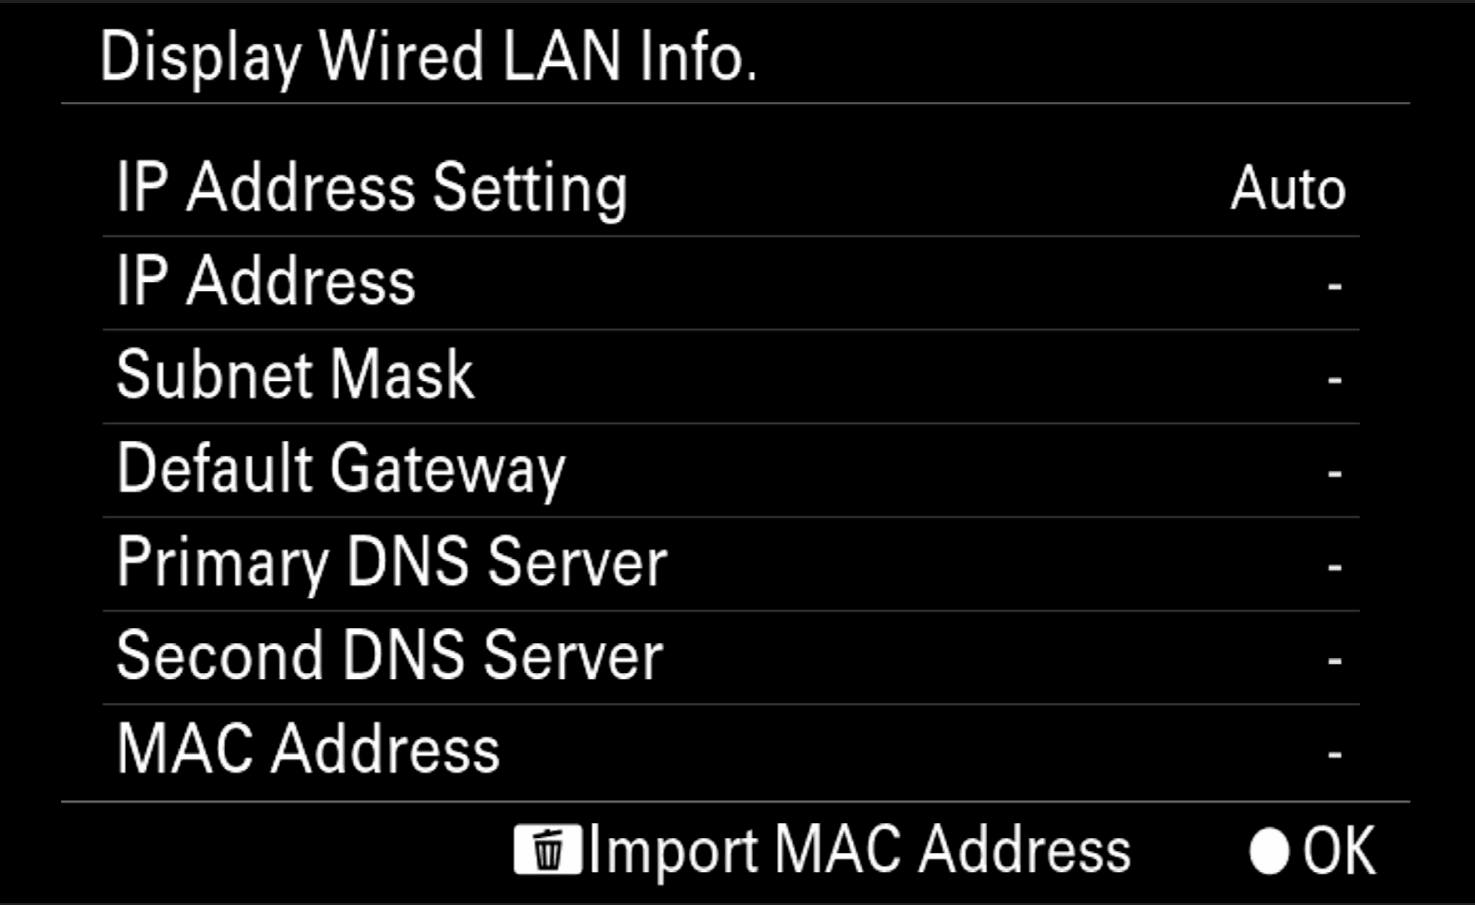 Display Wired LAN Info.
IP Address Setting Auto
IP Address -
Subnet Mask -
Default Gateway -
Primary DNS Server -
Second DNS Server -
MAC Address -
Import MAC Address OK